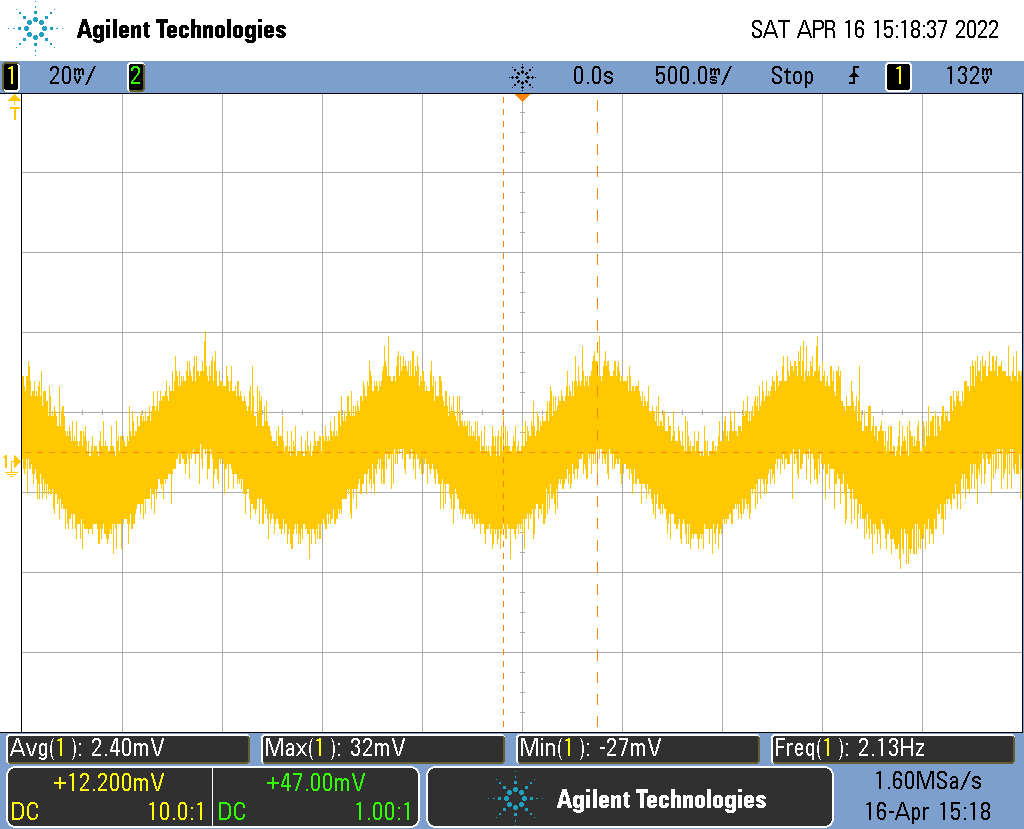 Agilent Technologies
SAT APR 16 15:18:37 2022
1 20mV/ 2 0.0s 500.0ms/ Stop 1 132mV
T
1
Avg(1): 2.40mV Max(1): 32mV Min(1): -27mV Freq(1): 2.13Hz
+12.200mV +47.00mV 1.60MSa/s
DC 10.0:1 DC 1.00:1 Agilent Technologies 16-Apr 15:18